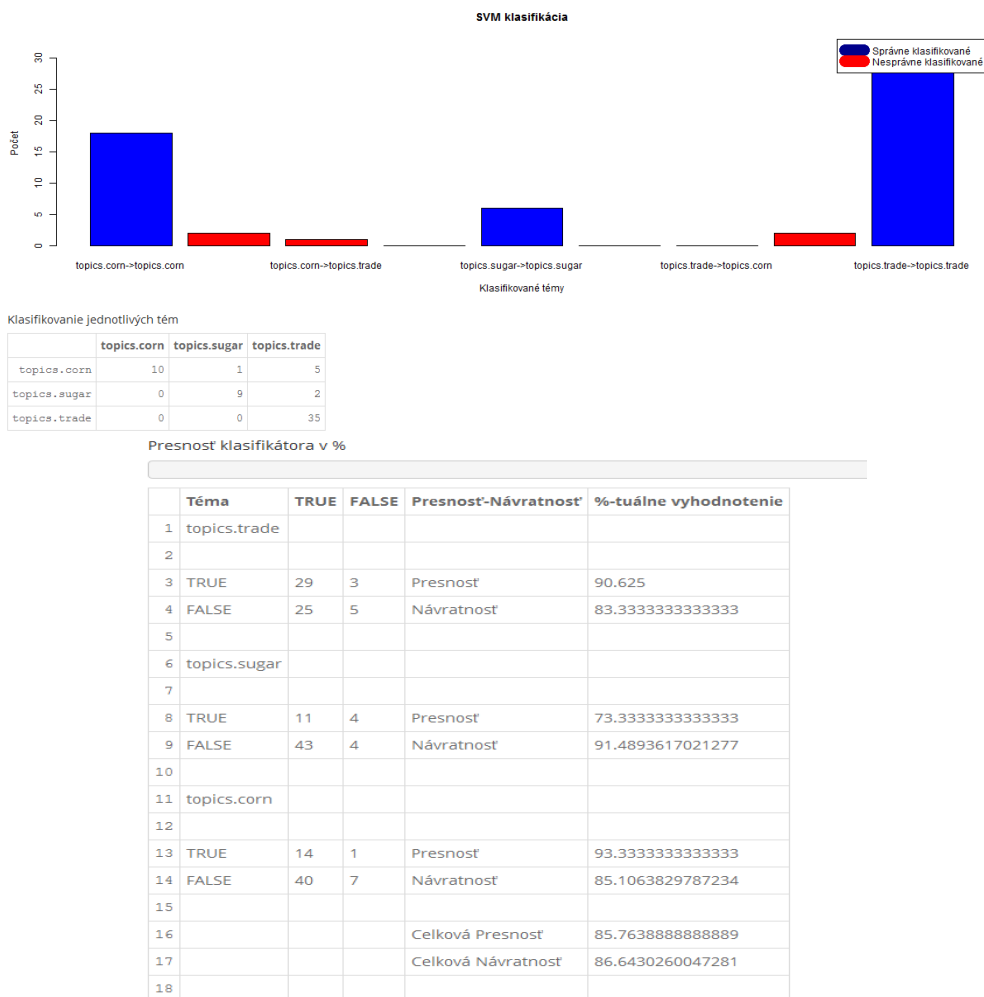 SVM klasifikácia
Správne klasifikované
Nesprávne klasifikované
30
25
20
15
10
5
0
Počet
topics.corn->topics.corn topics.corn->topics.trade topics.sugar->topics.sugar topics.trade->topics.corn topics.trade->topics.trade
Klasifikované témy
Klasifikovanie jednotlivých tém
topics.corn topics.sugar topics.trade
topics.corn 10 1 5
topics.sugar 0 9 2
topics.trade 0 0 35
Presnosť klasifikátora v %
Téma TRUE FALSE Presnosť-Návratnosť %-tuálne vyhodnotenie
1 topics.trade
2
3 TRUE 29 3 Presnosť 90.625
4 FALSE 25 5 Návratnosť 83.3333333333333
5
6 topics.sugar
7
8 TRUE 11 4 Presnosť 73.3333333333333
9 FALSE 43 4 Návratnosť 91.4893617021277
10
11 topics.corn
12
13 TRUE 14 1 Presnosť 93.3333333333333
14 FALSE 40 7 Návratnosť 85.1063829787234
15
16 Celková Presnosť 85.7638888888889
17 Celková Návratnosť 86.6430260047281
18